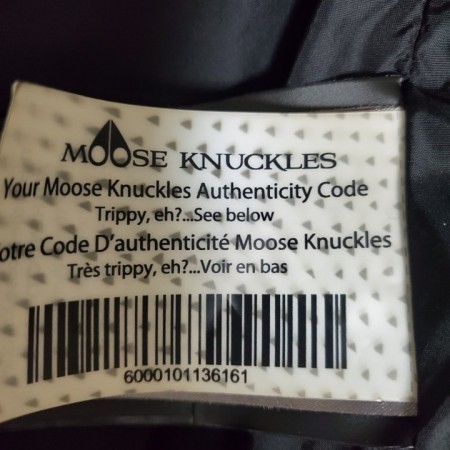 MOOSE KNUCKLES
Your Moose Knuckles Authenticity Code
Trippy, eh?...See below
otre Code D'authenticité Moose Knuckles
Très trippy, eh?...Voir en bas
6000101136161